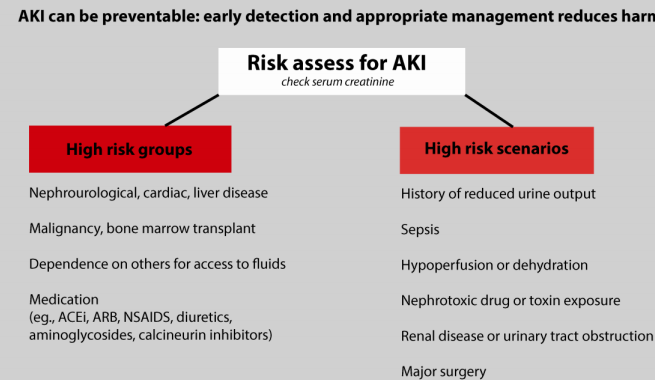 AKI can be preventable: early detection and appropriate management reduces harm
Risk assess for AKI
check serum creatinine
High risk groups
Nephrourological, cardiac, liver disease
Malignancy, bone marrow transplant
Dependence on others for access to fluids
Medication
(eg., ACEi, ARB, NSAIDS, diuretics,
aminoglycosides, calcineurin inhibitors)
High risk scenarios
History of reduced urine output
Sepsis
Hypoperfusion or dehydration
Nephrotoxic drug or toxin exposure
Renal disease or urinary tract obstruction
Major surgery